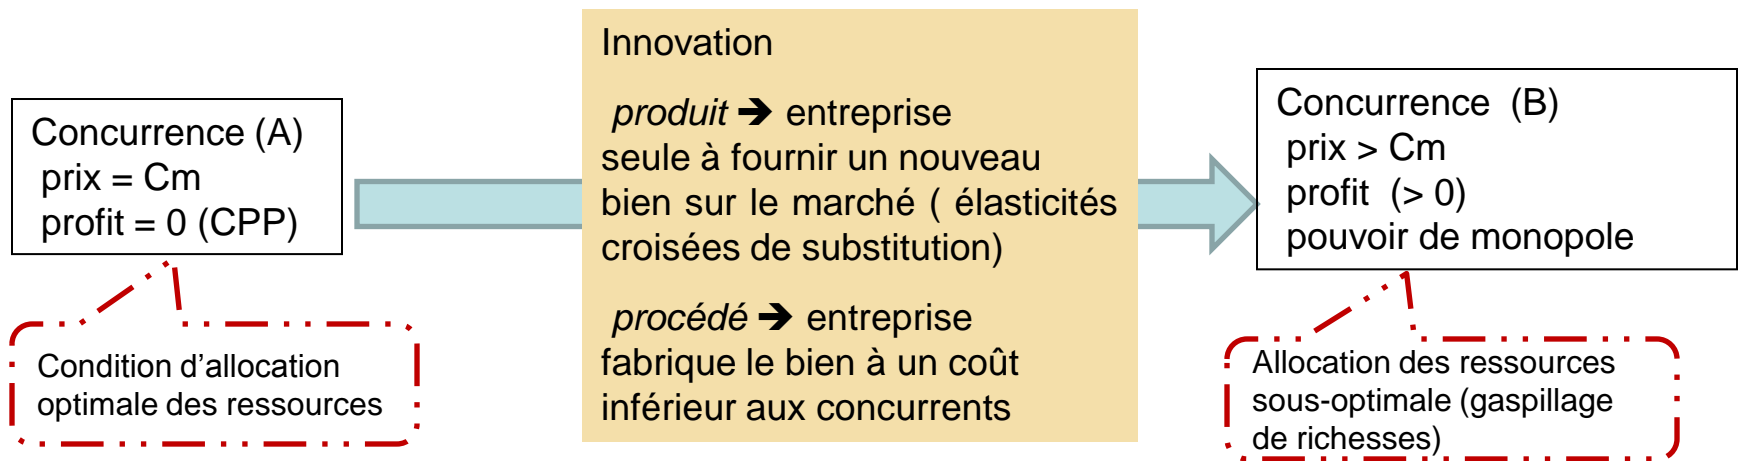 Concurrence (A)
prix = Cm
profit = 0 (CPP)
Condition d'allocation
optimale des ressources
Innovation
produit ➔ entreprise
seule à fournir un nouveau
bien sur le marché ( élasticités
croisées de substitution)
procédé ➔ entreprise
fabrique le bien à un coût
inférieur aux concurrents
Concurrence (B)
prix > Cm
profit (> 0)
pouvoir de monopole
Allocation des ressources
sous-optimale (gaspillage
de richesses)